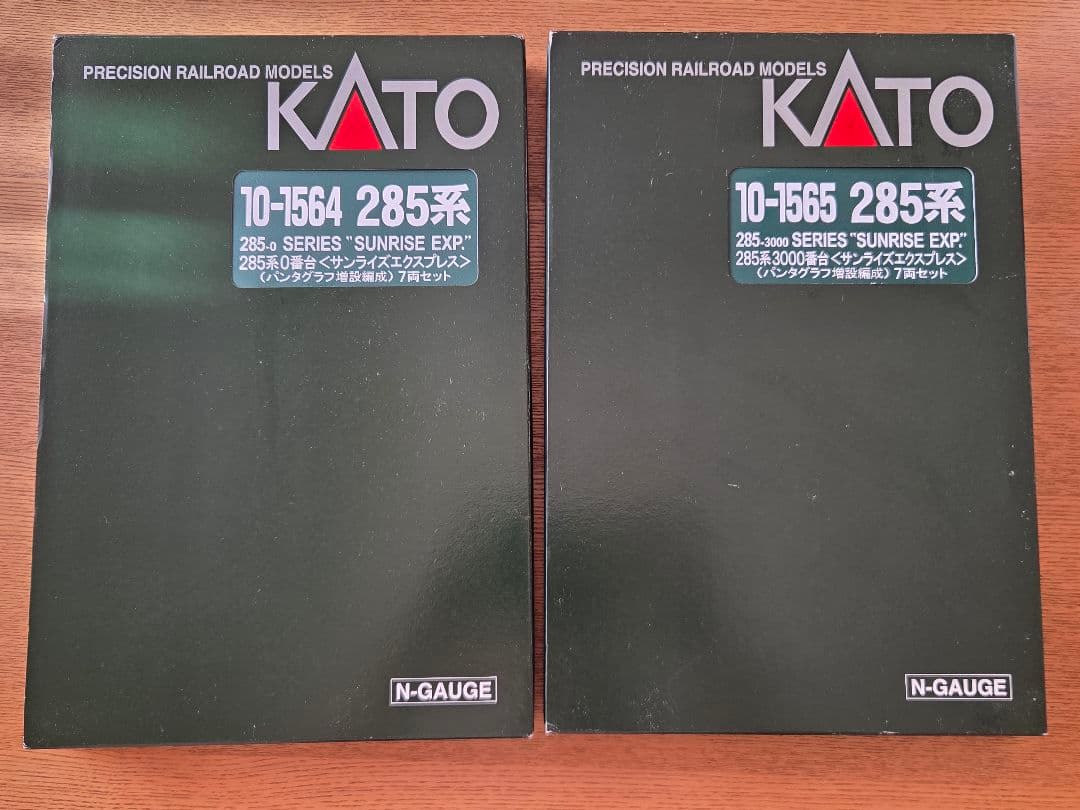 PRECISION RAILROAD MODELS
KATO
10-1564 285系
285-0 SERIES "SUNRISE EXP."
285系0番台<サンライズエクスプレス>
(パンタグラフ増設編成) 7両セット
N-GAUGE
PRECISION RAILROAD MODELS
KATO
10-1565 285系
285-3000 SERIES "SUNRISE EXP."
285系3000番台<サンライズエクスプレス>
(パンタグラフ増設編成) 7両セット
N-GAUGE